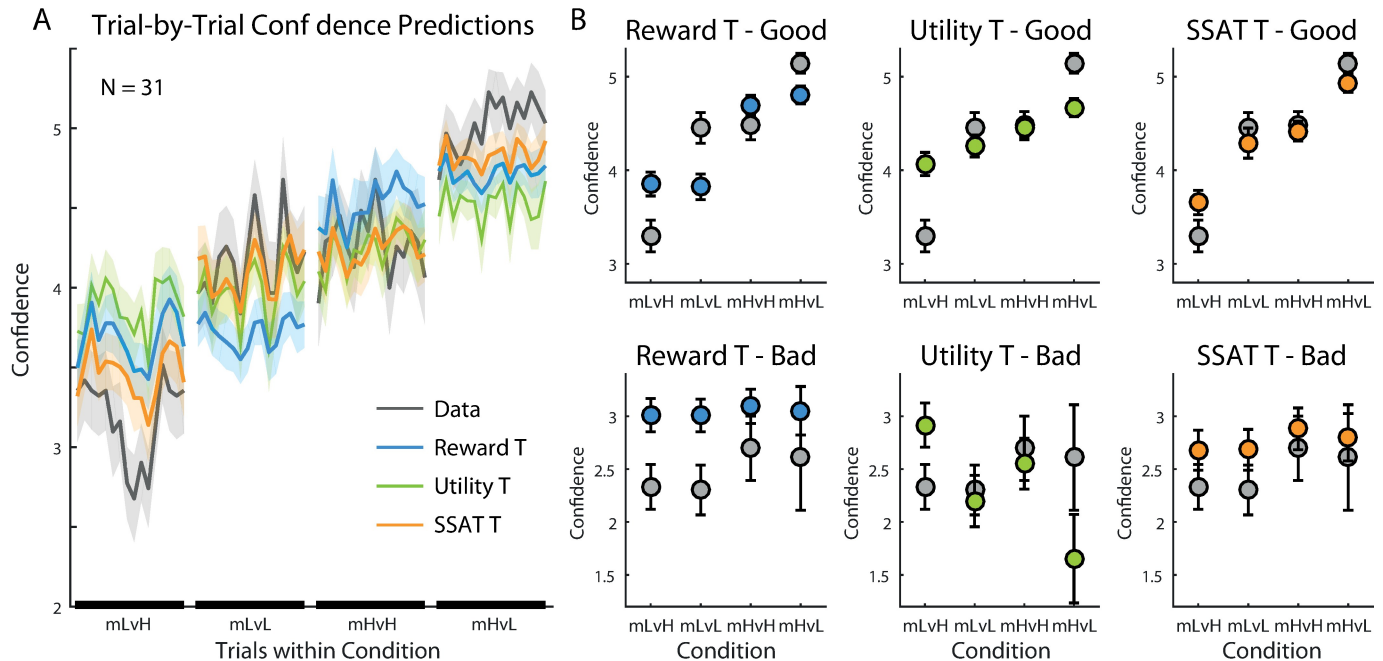 A
Trial-by-Trial Conf dence Predictions
N = 31
Confidence
5
4
3
2
Data
Reward T
Utility T
SSAT T
mLvH mLvL mHvH mHvL
Trials within Condition
B
Reward T - Good
Confidence
5
4
3
mLvH mLvL mHvH mHvL
Utility T - Good
Confidence
5
4
3
mLvH mLvL mHvH mHvL
SSAT T - Good
Confidence
5
4
3
mLvH mLvL mHvH mHvL
Reward T - Bad
Confidence
3
2.5
2
1.5
mLvH mLvL mHvH mHvL
Condition
Utility T - Bad
Confidence
3
2.5
2
1.5
mLvH mLvL mHvH mHvL
Condition
SSAT T - Bad
Confidence
3
2.5
2
1.5
mLvH mLvL mHvH mHvL
Condition